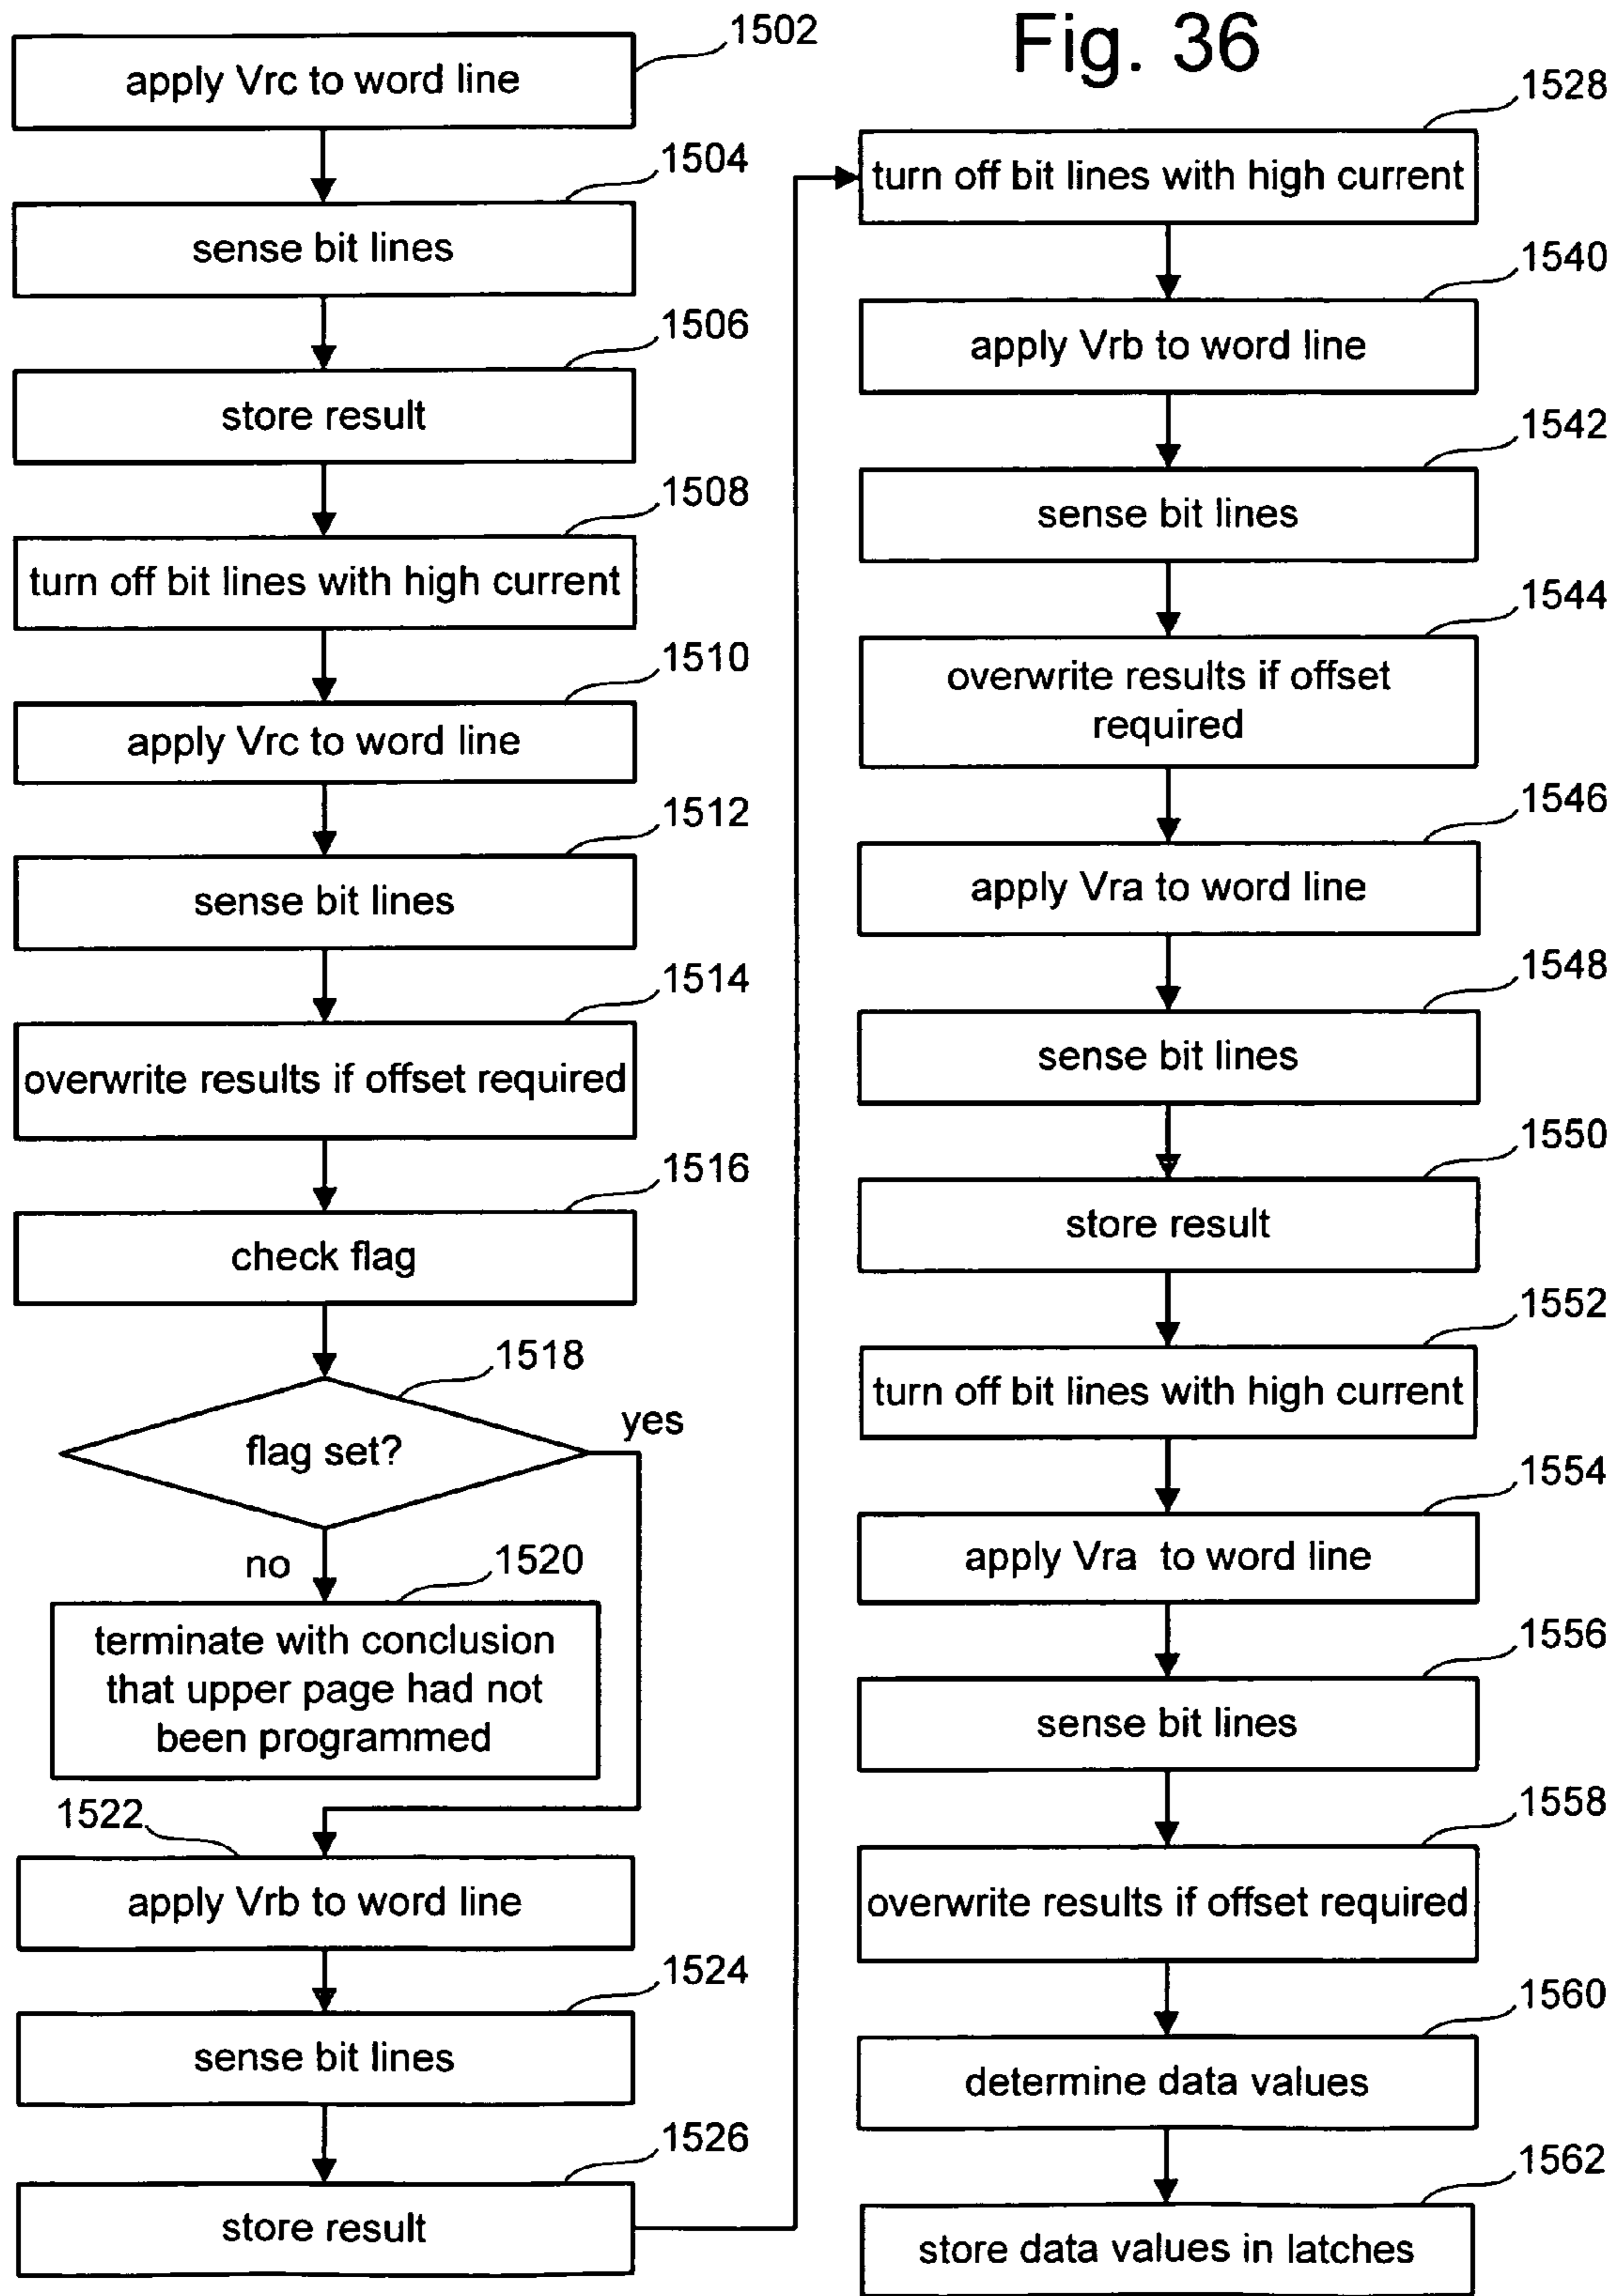 Fig. 36
1502
apply Vrc to word line
1504
sense bit lines
1506
store result
1508
turn off bit lines with high current
1510
apply Vrc to word line
1512
sense bit lines
1514
overwrite results if offset required
1516
check flag
1518
flag set?
yes
no
1520
terminate with conclusion
that upper page had not
been programmed
1522
apply Vrb to word line
1524
sense bit lines
1526
store result
1528
turn off bit lines with high current
1540
apply Vrb to word line
1542
sense bit lines
1544
overwrite results if offset
required
1546
apply Vra to word line
1548
sense bit lines
1550
store result
1552
turn off bit lines with high current
1554
apply Vra to word line
1556
sense bit lines
1558
overwrite results if offset required
1560
determine data values
1562
store data values in latches